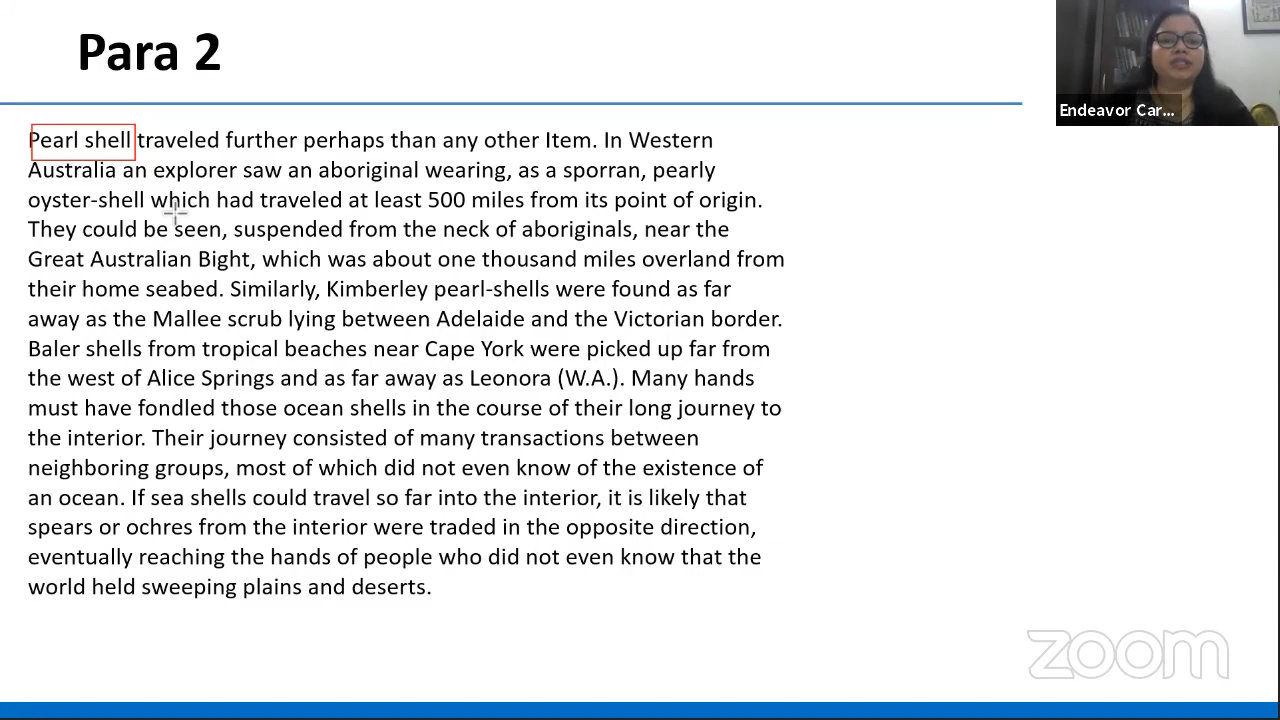 Para 2
Endeavor Car...
Pearl shell traveled further perhaps than any other Item. In Western
Australia an explorer saw an aboriginal wearing, as a sporran, pearly
oyster-shell which had traveled at least 500 miles from its point of origin.
They could be seen, suspended from the neck of aboriginals, near the
Great Australian Bight, which was about one thousand miles overland from
their home seabed. Similarly, Kimberley pearl-shells were found as far
away as the Mallee scrub lying between Adelaide and the Victorian border.
Baler shells from tropical beaches near Cape York were picked up far from
the west of Alice Springs and as far away as Leonora (W.A.). Many hands
must have fondled those ocean shells in the course of their long journey to
the interior. Their journey consisted of many transactions between
neighboring groups, most of which did not even know of the existence of
an ocean. If sea shells could travel so far into the interior, it is likely that
spears or ochres from the interior were traded in the opposite direction,
eventually reaching the hands of people who did not even know that the
world held sweeping plains and deserts.
zoom